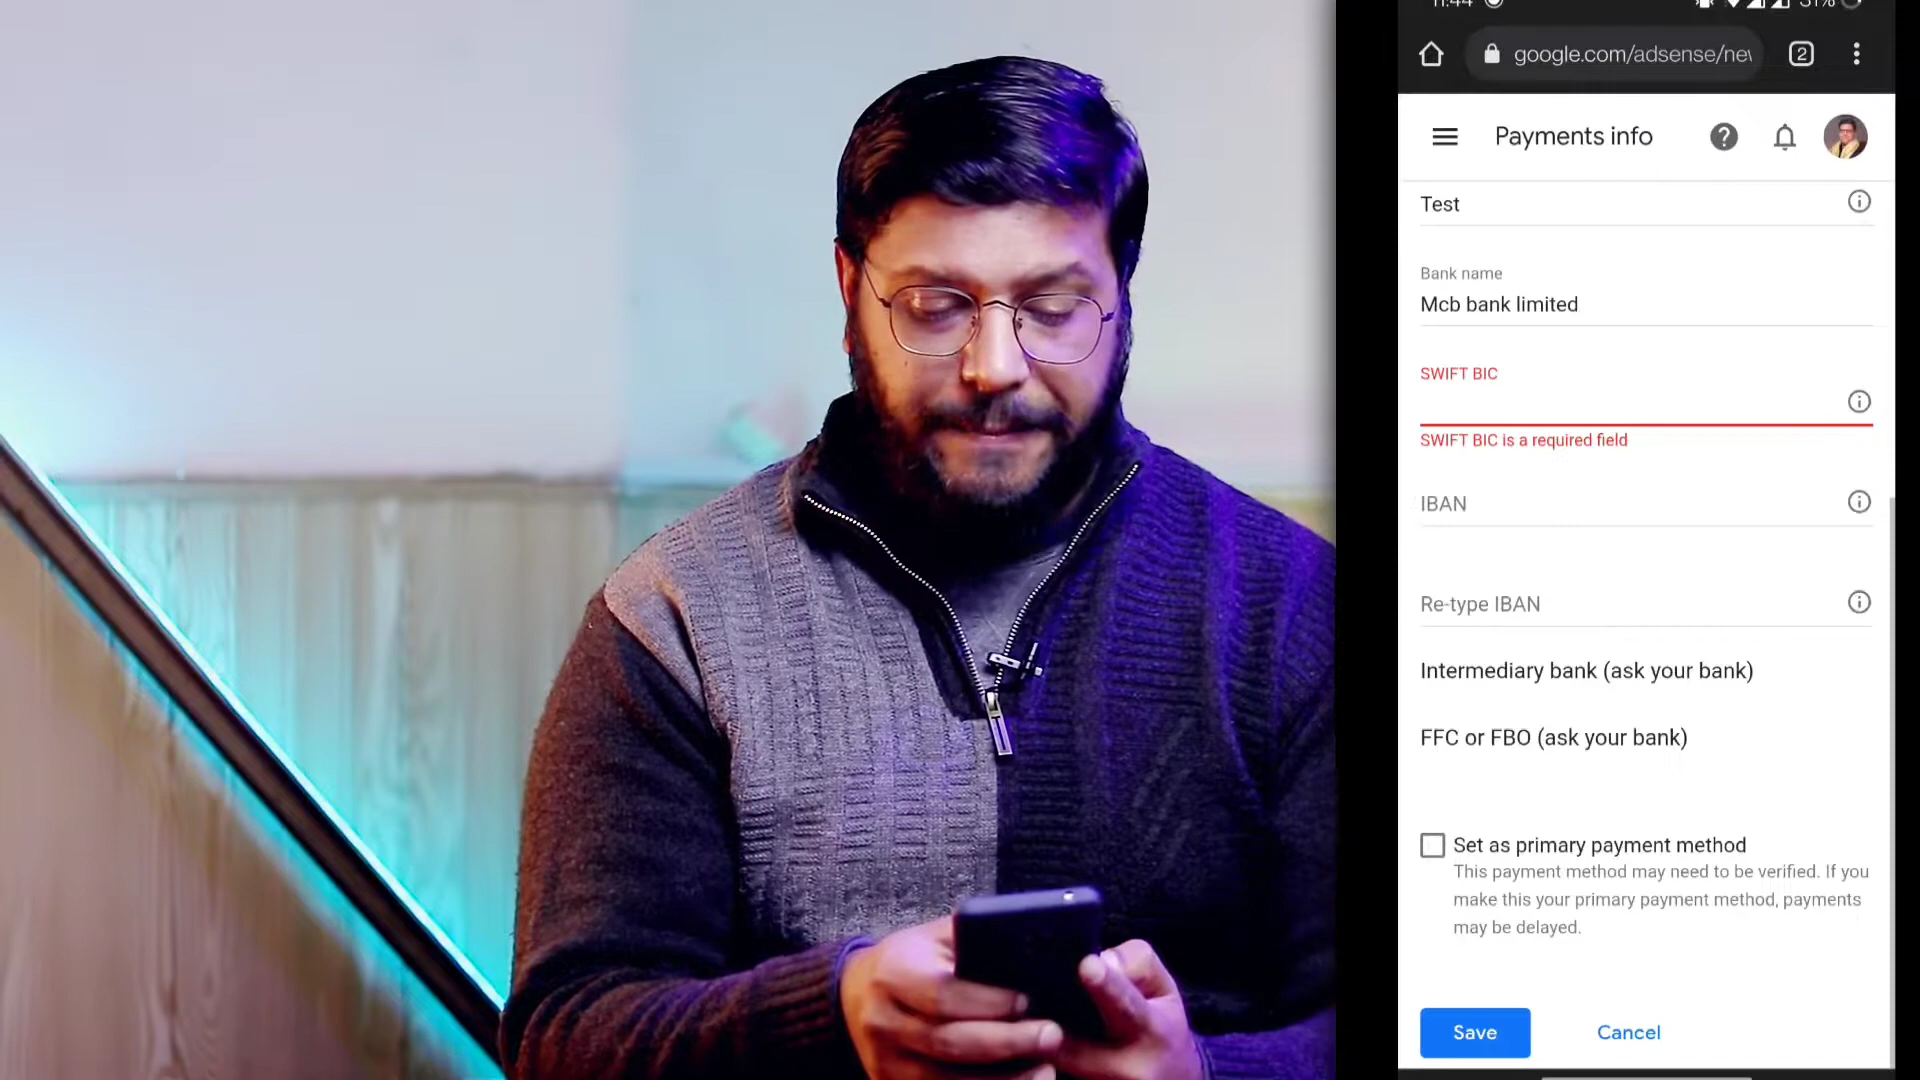 11:44
31%
google.com/adsense/nev
2
Payments info
Test
Bank name
Mcb bank limited
SWIFT BIC
SWIFT BIC is a required field
IBAN
Re-type IBAN
Intermediary bank (ask your bank)
FFC or FBO (ask your bank)
Set as primary payment method
This payment method may need to be verified. If you
make this your primary payment method, payments
may be delayed.
Save
Cancel